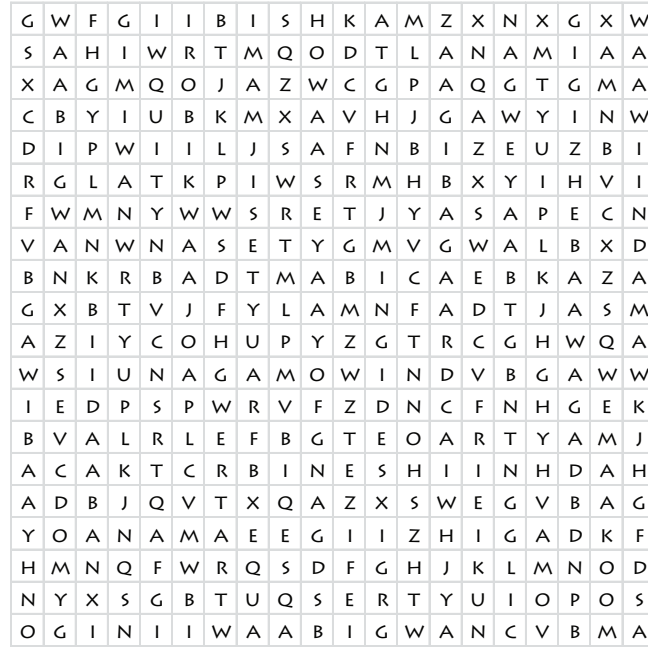 G W F G I I B I S H K A M Z X N X G X W
S A H I W R T M Q O D T L A N A M I A A
X A G M Q O J A Z W C G P A Q G T G M A
C B Y I U B K M X A V H J G A W Y I N W
D I P W I I L J S A F N B I Z E U Z B I
R G L A T K P I W S R M H B X Y I H V I
F W M N Y W W S R E T J Y A S A P E C N
V A N W N A S E T Y G M V G W A L B X D
B N K R B A D T M A B I C A E B K A Z A
G X B T V J F Y L A M N F A D T J A S M
A Z I Y C O H U P Y Z G T R C G H W Q A
W S I U N A G A M O W I N D V B G A W W
I E D P S P W R V F Z D N C F N H G E K
B V A L R L E F B G T E O A R T Y A M J
A C A K T C R B I N E S H I I N H D A H
A D B J Q V T X Q A Z X S W E G V B A G
Y O A N A M A E E G I I Z H I G A D K F
H M N Q F W R Q S D F G H J K L M N O D
N Y X S G B T U Q S E R T Y U I O P O S
O G I N I I W A A B I G W A N C V B M A